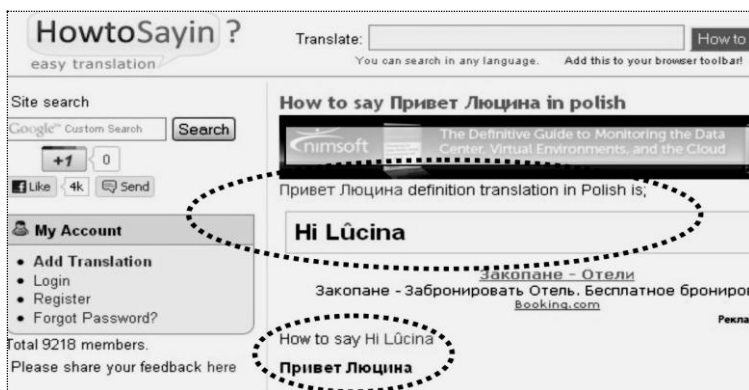 HowtoSayin ?
easy translation
Translate:
How to
You can search in any language. Add this to your browser toolbar!
Site search
Google™ Custom Search
Search
+1 0
Like 4k Send
My Account
Add Translation
Login
Register
Forgot Password?
Total 9218 members.
Please share your feedback here
How to say Привет Люцина in polish
nimsoft
The Definitive Guide to Monitoring the Data
Center, Virtual Environments, and the Cloud
Привет Люцина definition translation in Polish is;
Hi Lûcina
Закопане - Отели
Закопане - Забронировать Отель. Бесплатное брониров
Booking.com
Рекла
How to say Hi Lûcina
Привет Люцина